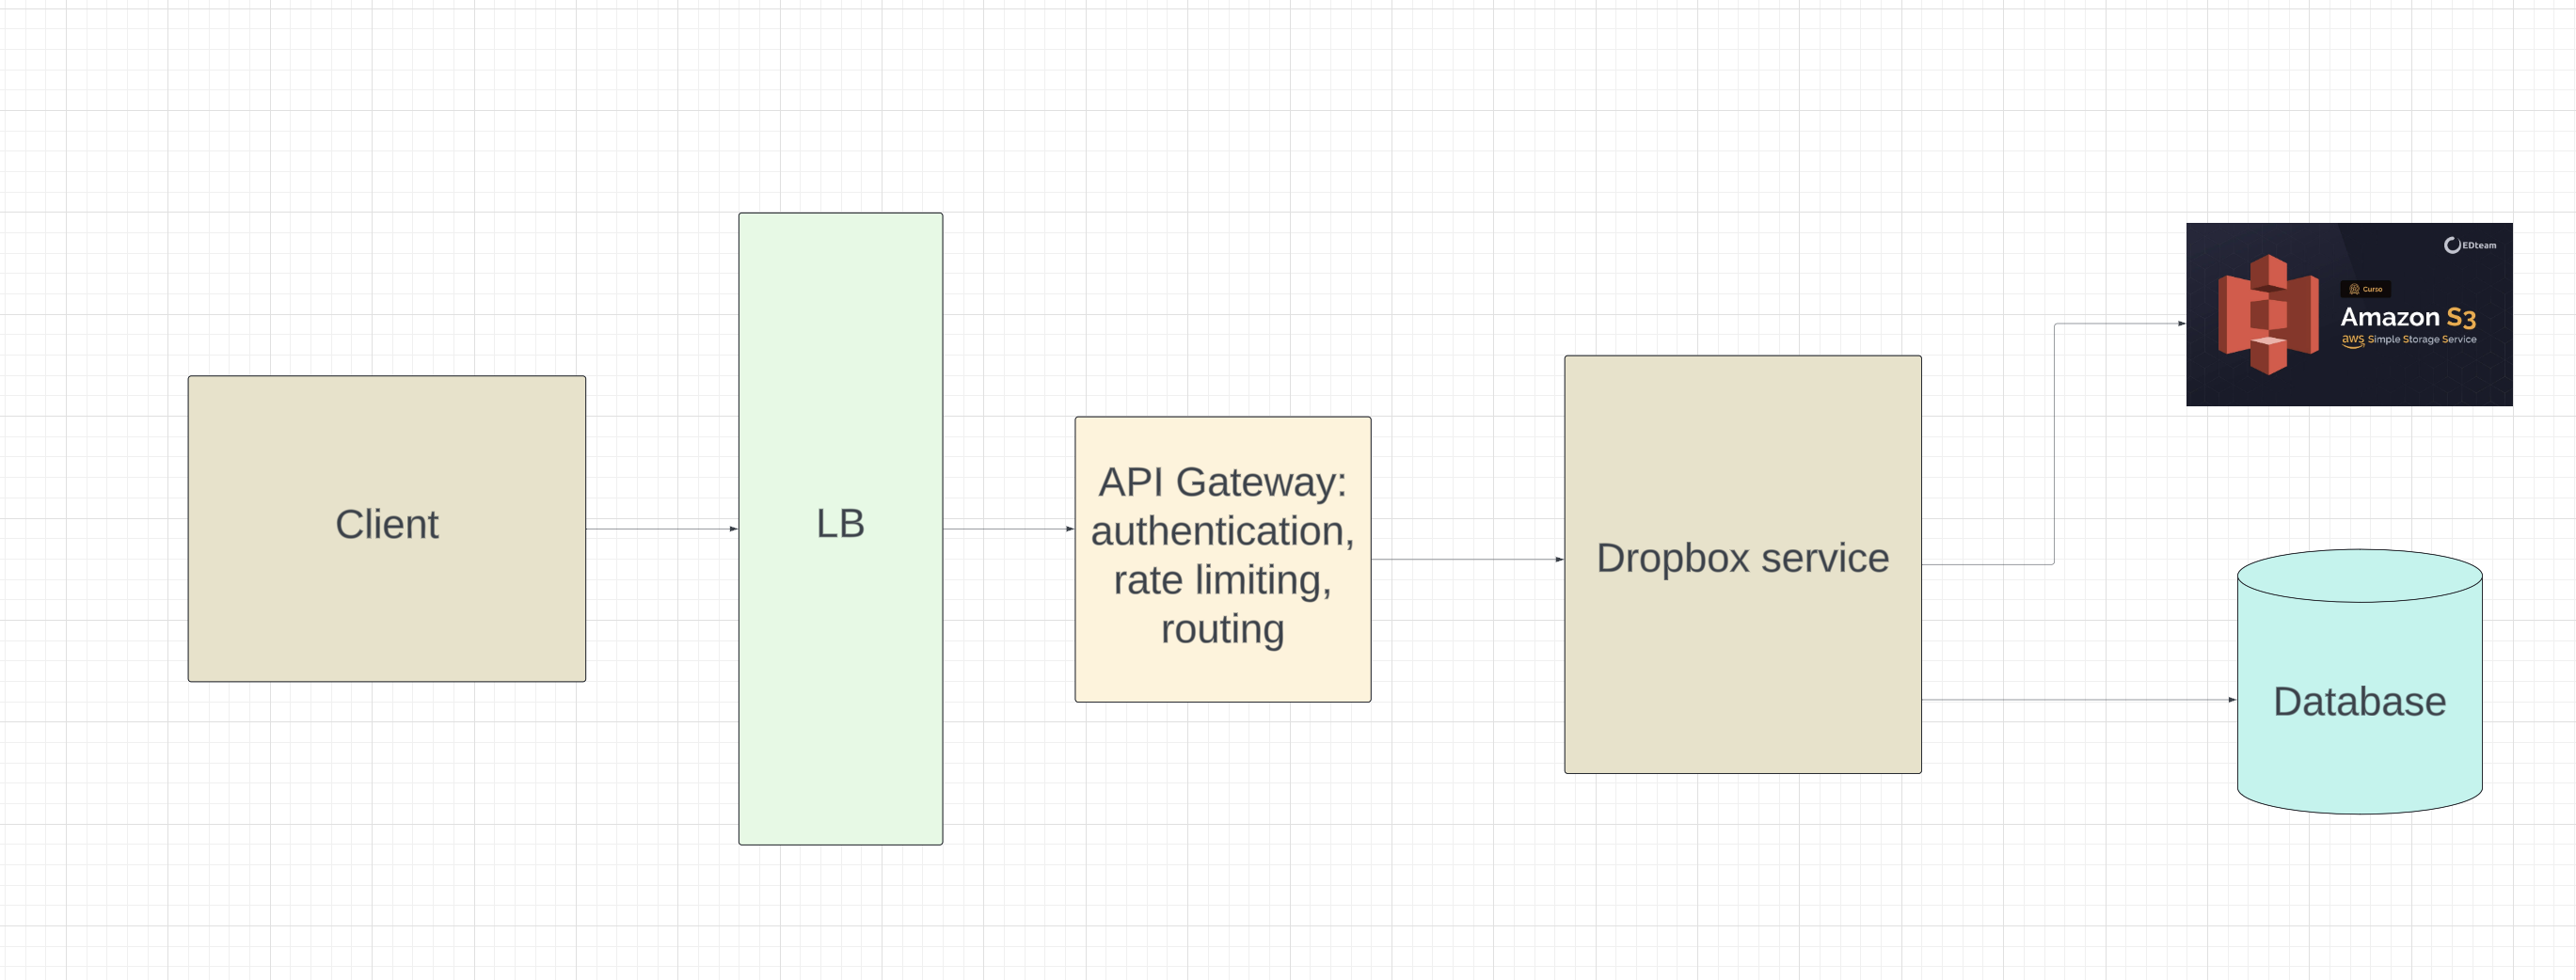 Client
LB
API Gateway:
authentication,
rate limiting,
routing
Dropbox service
EDteam
Curso
Amazon S3
aws Simple Storage Service
Database